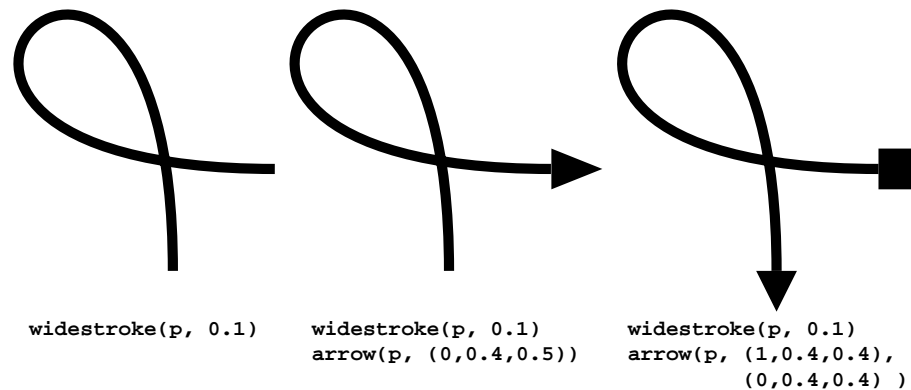 widestroke(p, 0.1)
widestroke(p, 0.1)
arrow(p, (0,0.4,0.5))
widestroke(p, 0.1)
arrow(p, (1,0.4,0.4),
(0,0.4,0.4) )